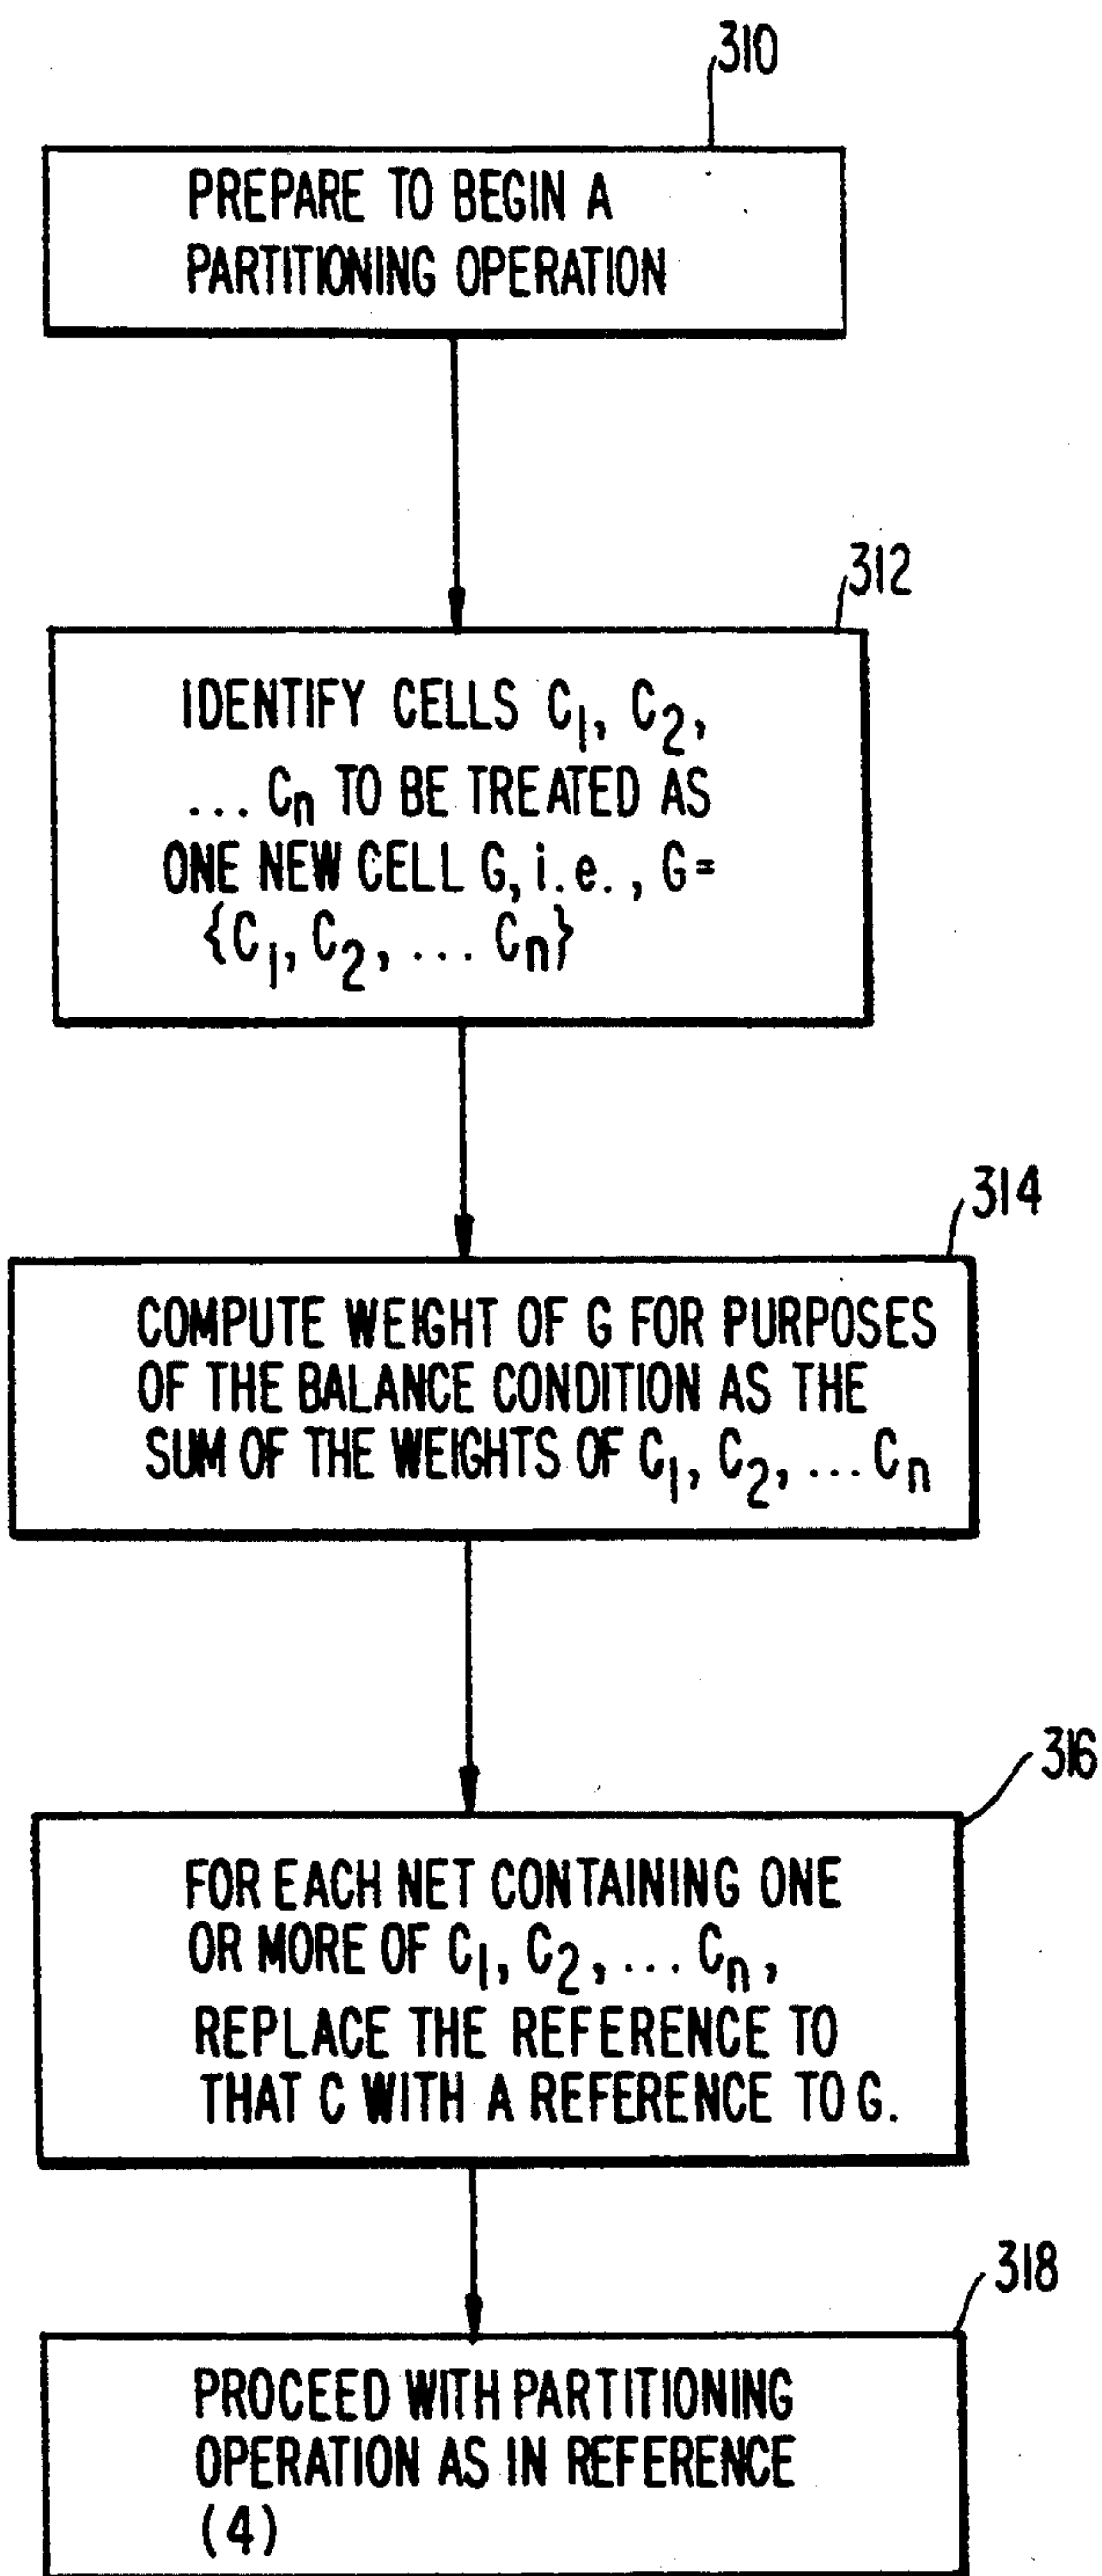 310
PREPARE TO BEGIN A
PARTITIONING OPERATION
312
IDENTIFY CELLS C1, C2,
... Cn TO BE TREATED AS
ONE NEW CELL G, i.e., G=
{C1, C2, ... Cn}
314
COMPUTE WEIGHT OF G FOR PURPOSES
OF THE BALANCE CONDITION AS THE
SUM OF THE WEIGHTS OF C1, C2, ... Cn
316
FOR EACH NET CONTAINING ONE
OR MORE OF C1, C2, ... Cn,
REPLACE THE REFERENCE TO
THAT C WITH A REFERENCE TO G.
318
PROCEED WITH PARTITIONING
OPERATION AS IN REFERENCE
(4)